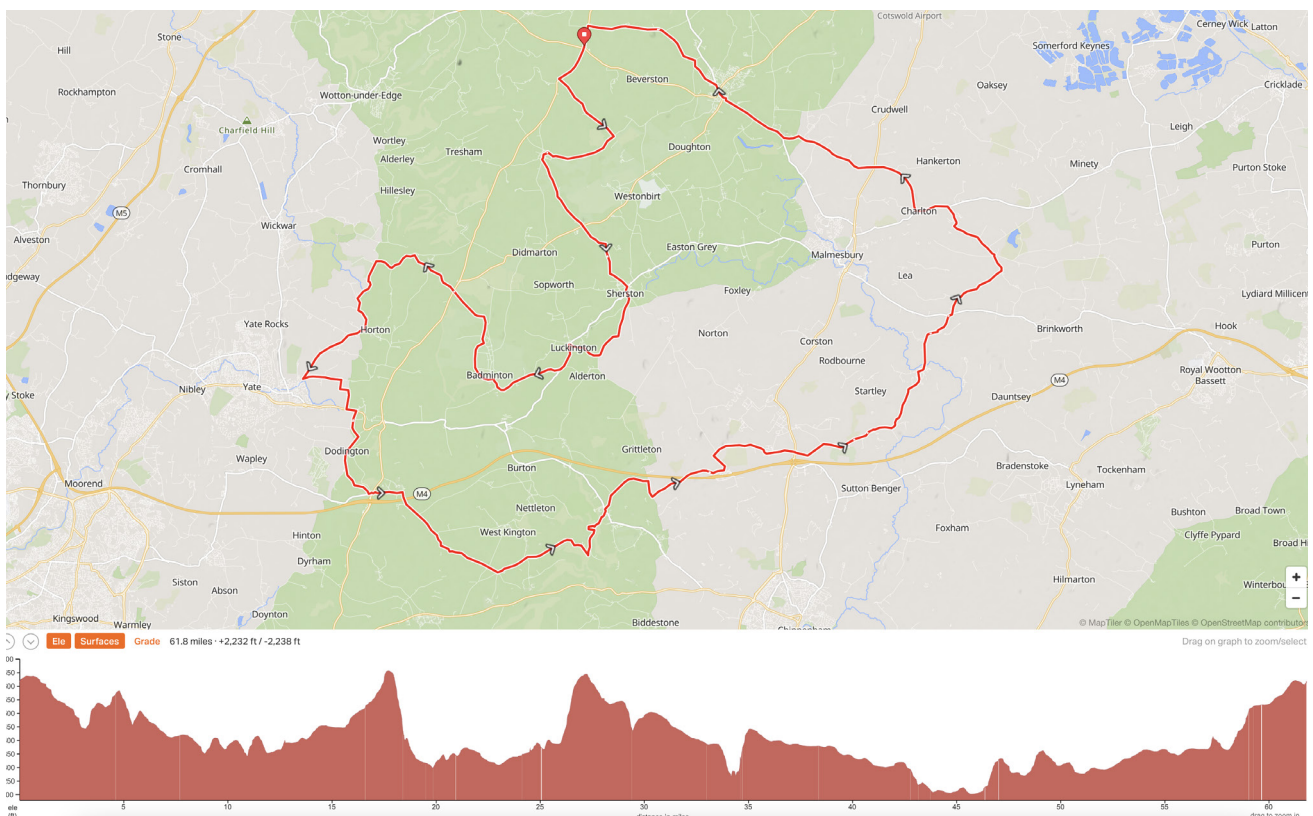 Cotswold Airport
Cerney Wick
Latton
Stone
Hill
Somerford Keynes
Beverston
Oaksey
Cricklade
Rockhampton
Wotton-under-Edge
Crudwell
Charfield Hill
Leigh
Wortley
Doughton
Tresham
Alderley
Hankerton
Minety
Purton Stoke
Cromhall
Thornbury
Hillesley
Westonbirt
M5
Charlton
Wickwar
Alveston
Easton Grey
Purton
Didmarton
Malmesbury
Lea
Sopworth
Foxley
Sherston
Lydiard Millicent
Yate Rocks
Horton
Norton
Brinkworth
Hook
Corston
Luckington
Rodbourne
Badminton
Alderton
Royal Wootton
Bassett
Nibley
Yate
M4
Startley
Dauntsey
Stoke
Dodington
Grittleton
Wapley
Burton
Bradenstoke
Tockenham
Moorend
M4
Sutton Benger
Lyneham
Nettleton
Bushton
Broad Town
Hinton
West Kington
Foxham
Clyffe Pypard
Dyrham
Siston
Abson
Hilmarton
+
Doynton
−
Kingswood
Warmley
Biddestone
© MapTiler © OpenMapTiles © OpenStreetMap contributors
Ele
Surfaces
Grade
61.8 miles · +2,232 ft / -2,238 ft
Drag on graph to zoom/select
ele
5
10
15
20
25
30
35
40
45
50
55
60